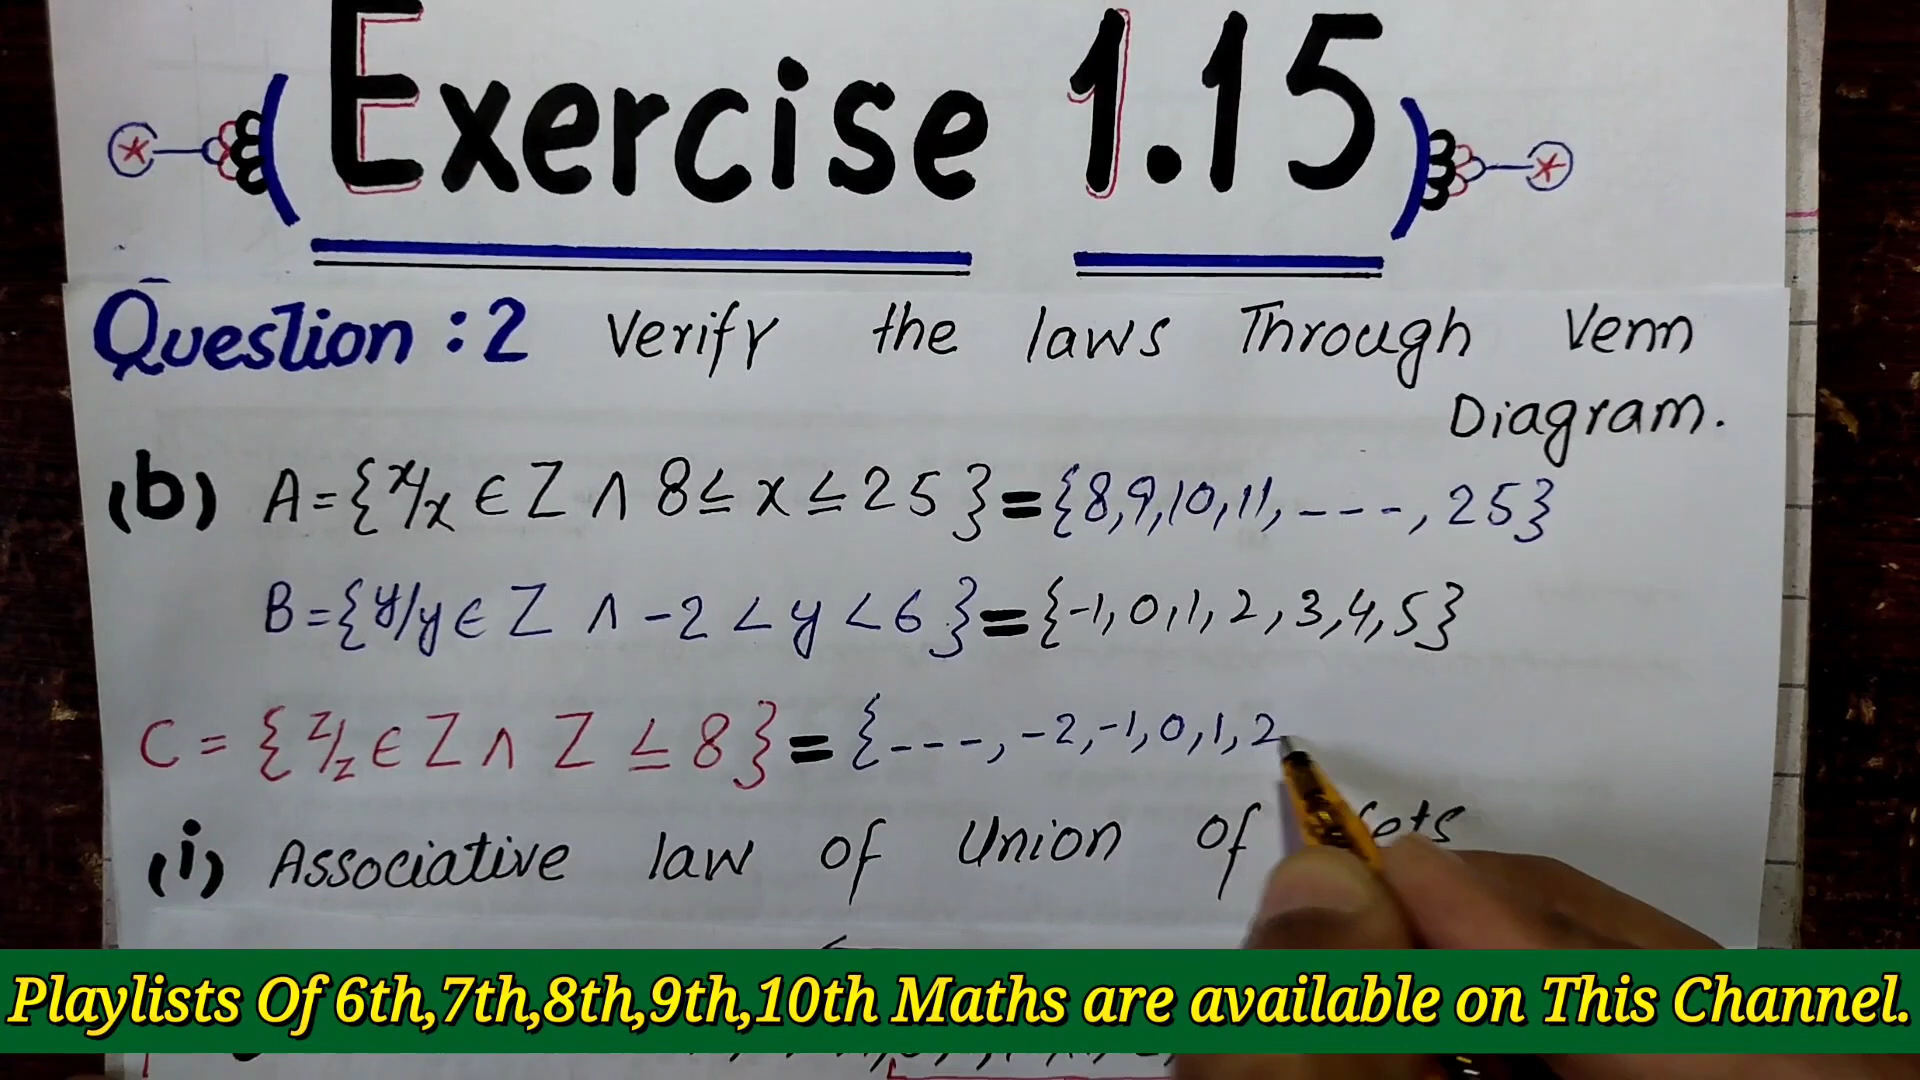 Exercise 1.15
Question :2 Verify the laws Through Venn
Diagram.
(b) A={x/x ∈ Z ∧ 8≤ x ≤ 25}={8,9,10,11,----, 25}
B={y/y ∈ Z ∧ -2 < y < 6}={-1,0,1,2,3,4,5}
C = {z/z ∈ Z ∧ Z ≤ 8}={----, -2,-1,0,1,2
(i) Associative law of Union of
Playlists Of 6th,7th,8th,9th,10th Maths are available on This Channel.